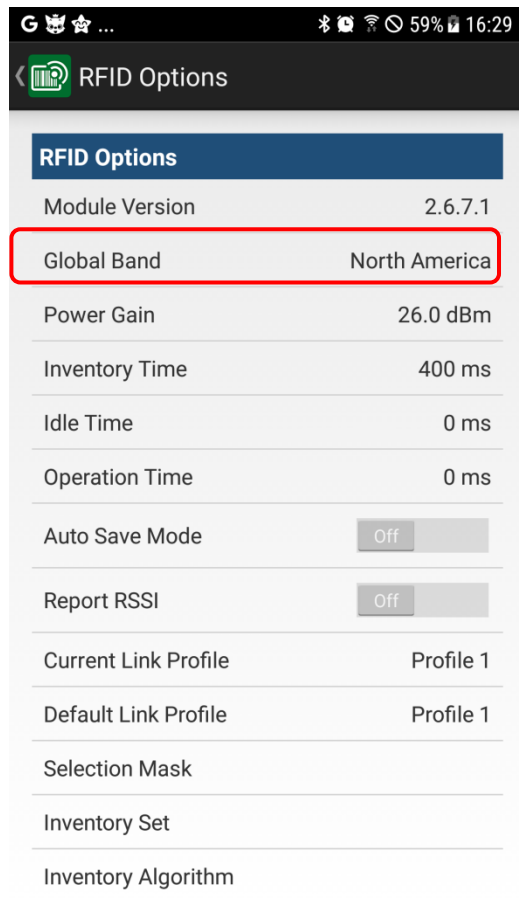 G ... 59% 16:29
RFID Options
RFID Options
Module Version 2.6.7.1
Global Band North America
Power Gain 26.0 dBm
Inventory Time 400 ms
Idle Time 0 ms
Operation Time 0 ms
Auto Save Mode Off
Report RSSI Off
Current Link Profile Profile 1
Default Link Profile Profile 1
Selection Mask
Inventory Set
Inventory Algorithm